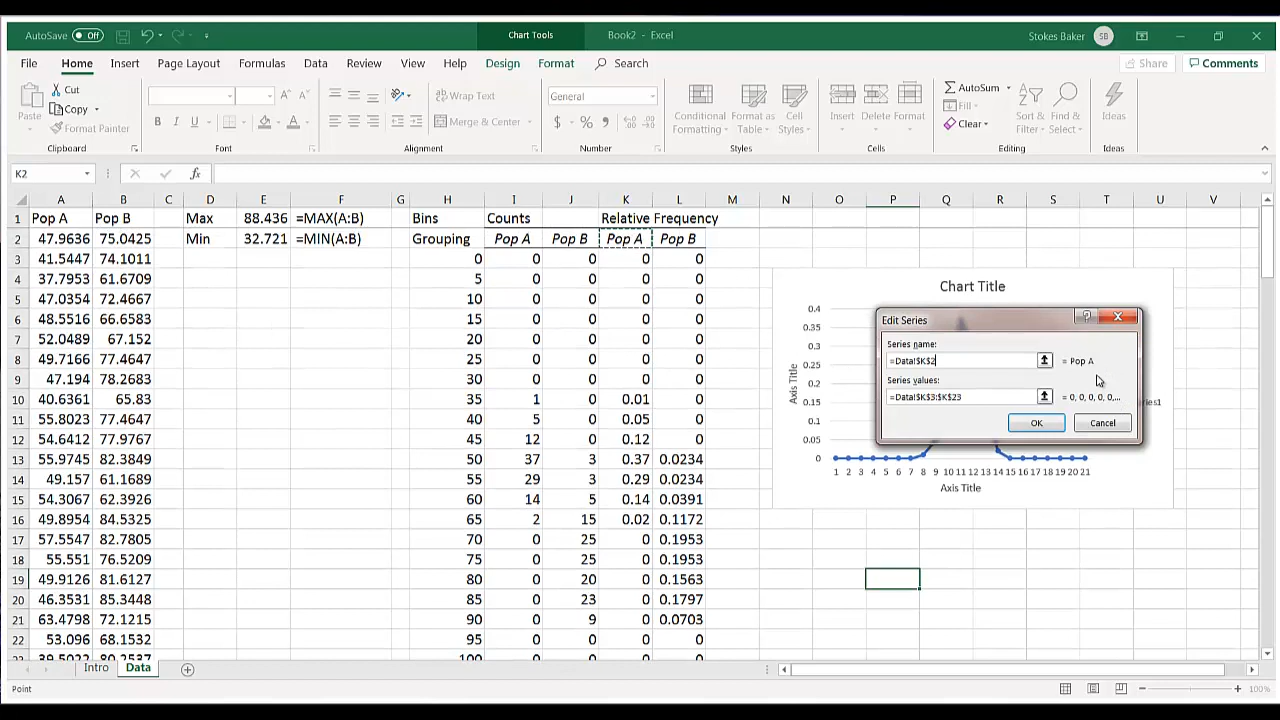 AutoSave Off Chart Tools Book2 - Excel Stokes Baker SB
File Home Insert Page Layout Formulas Data Review View Help Design Format Search Share Comments
Paste Cut Copy Format Painter Clipboard
Font
Wrap Text Merge & Center Alignment
General $ % , Number
Conditional Formatting Format Table Cell Styles Styles
Insert Delete Format Cells
AutoSum Fill Clear Sort & Filter Find & Select Editing
Ideas Ideas
K2 fx
A B C D E F G H I J K L M N O P Q R S T U V
1 Pop A Pop B Max 88.436 =MAX(A:B) Bins Counts Relative Frequency
2 47.9636 75.0425 Min 32.721 =MIN(A:B) Grouping Pop A Pop B Pop A Pop B
3 41.5447 74.1011 0 0 0 0 0
4 37.7953 61.6709 5 0 0 0 0
5 47.0354 72.4667 10 0 0 0 0
6 48.5516 66.6583 15 0 0 0 0
7 52.0489 67.152 20 0 0 0 0
8 49.7166 77.4647 25 0 0 0 0
9 47.194 78.2683 30 0 0 0 0
10 40.6361 65.83 35 1 0 0.01 0
11 55.8023 77.4647 40 5 0 0.05 0
12 54.6412 77.9767 45 12 0 0.12 0
13 55.9745 82.3849 50 37 3 0.37 0.0234
14 49.157 61.1689 55 29 3 0.29 0.0234
15 54.3067 62.3926 60 14 5 0.14 0.0391
16 49.8954 84.5325 65 2 15 0.02 0.1172
17 57.5547 82.7805 70 0 25 0 0.1953
18 55.551 76.5209 75 0 25 0 0.1953
19 49.9126 81.6127 80 0 20 0 0.1563
20 46.3531 85.3448 85 0 23 0 0.1797
21 63.4798 72.1215 90 0 9 0 0.0703
22 53.096 68.1532 95 0 0 0 0
23 39.5022 80.2537 100 0 0 0 0
Chart Title
0.4
0.35
0.3
0.25
0.2
0.15
0.1
0.05
0
Axis Title
1 2 3 4 5 6 7 8 9 10 11 12 13 14 15 16 17 18 19 20 21
Axis Title
ies1
Edit Series ?
Series name:
=Data!$K$2 = Pop A
Series values:
=Data!$K$3:$K$23 = 0, 0, 0, 0, 0,...
OK Cancel
Intro Data
Point 100%